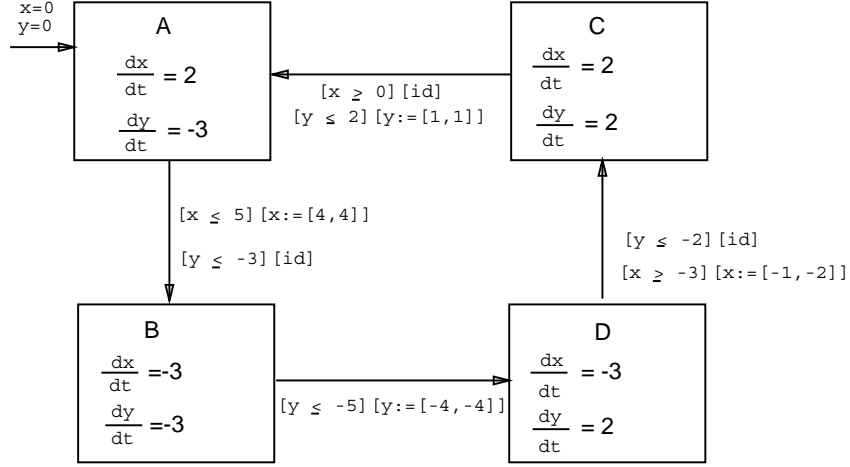 x=0
y=0
A
dx
dt
= 2
dy
dt
= -3
C
dx
dt
= 2
dy
dt
= 2
[x ≥ 0][id]
[y ≤ 2][y:=[1,1]]
[x ≤ 5][x:=[4,4]]
[y ≤ -3][id]
[y ≤ -2][id]
[x ≥ -3][x:=[-1,-2]]
B
dx
dt
=-3
dy
dt
=-3
[y ≤ -5][y:=[-4,-4]]
D
dx
dt
= -3
dy
dt
= 2